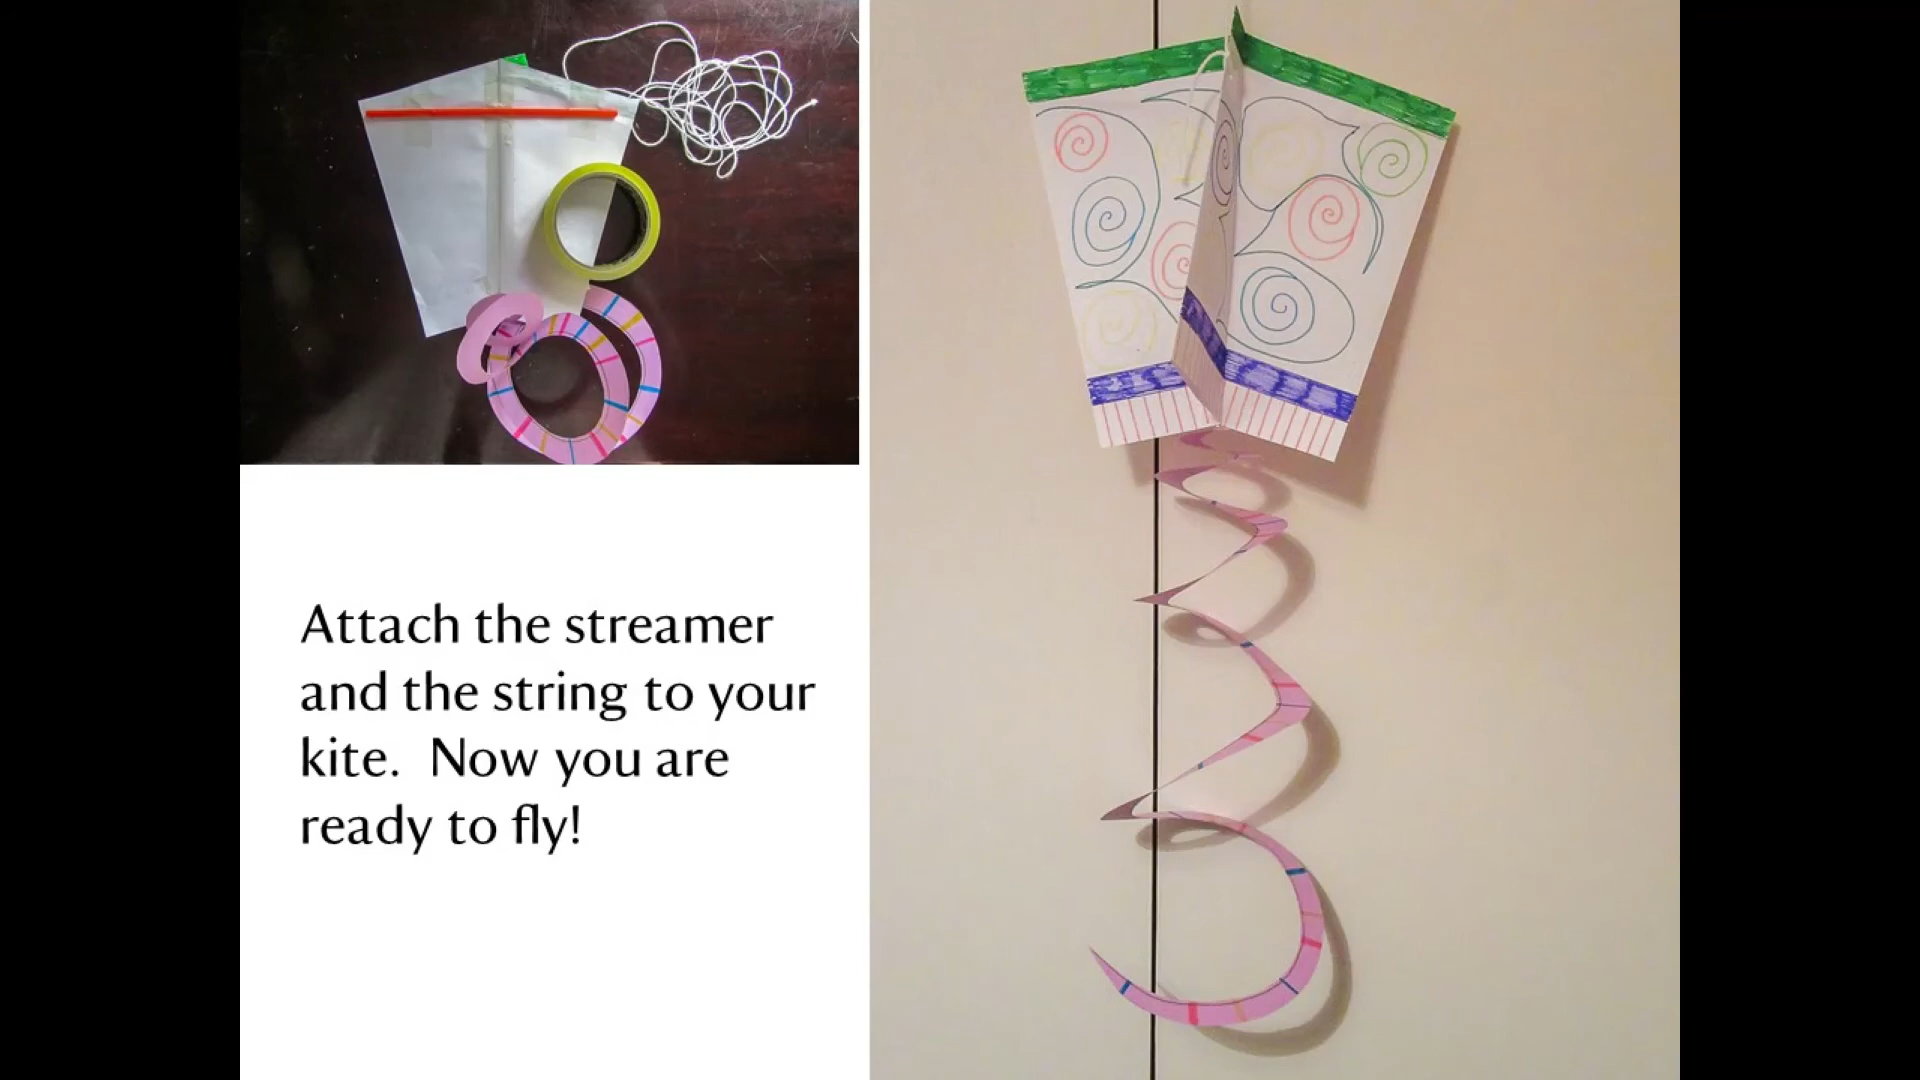 Attach the streamer
and the string to your
kite.  Now you are
ready to fly!